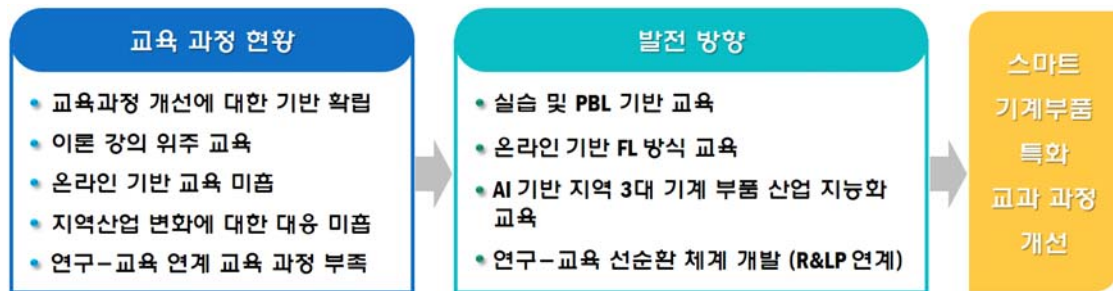 교육 과정 현황
• 교육과정 개선에 대한 기반 확립
• 이론 강의 위주 교육
• 온라인 기반 교육 미흡
• 지역산업 변화에 대한 대응 미흡
• 연구-교육 연계 교육 과정 부족
발전 방향
• 실습 및 PBL 기반 교육
• 온라인 기반 FL 방식 교육
• AI 기반 지역 3대 기계 부품 산업 지능화
교육
• 연구-교육 선순환 체계 개발 (R&LP 연계)
스마트
기계부품
특화
교과 과정
개선